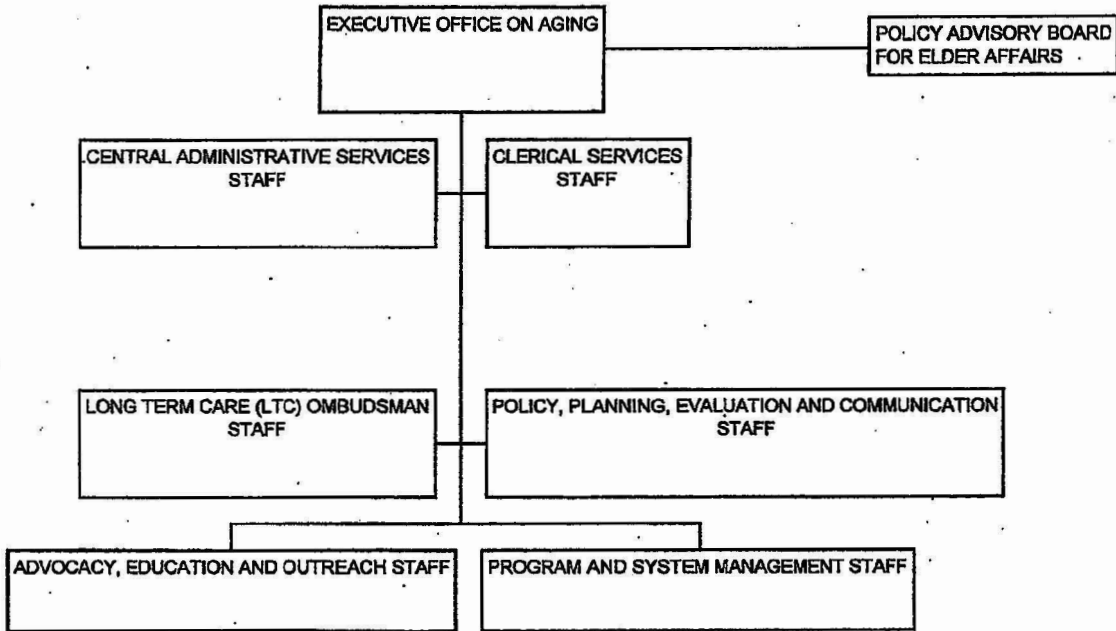 EXECUTIVE OFFICE ON AGING
POLICY ADVISORY BOARD
FOR ELDER AFFAIRS
CENTRAL ADMINISTRATIVE SERVICES
STAFF
CLERICAL SERVICES
STAFF
LONG TERM CARE (LTC) OMBUDSMAN
STAFF
POLICY, PLANNING, EVALUATION AND COMMUNICATION
STAFF
ADVOCACY, EDUCATION AND OUTREACH STAFF
PROGRAM AND SYSTEM MANAGEMENT STAFF